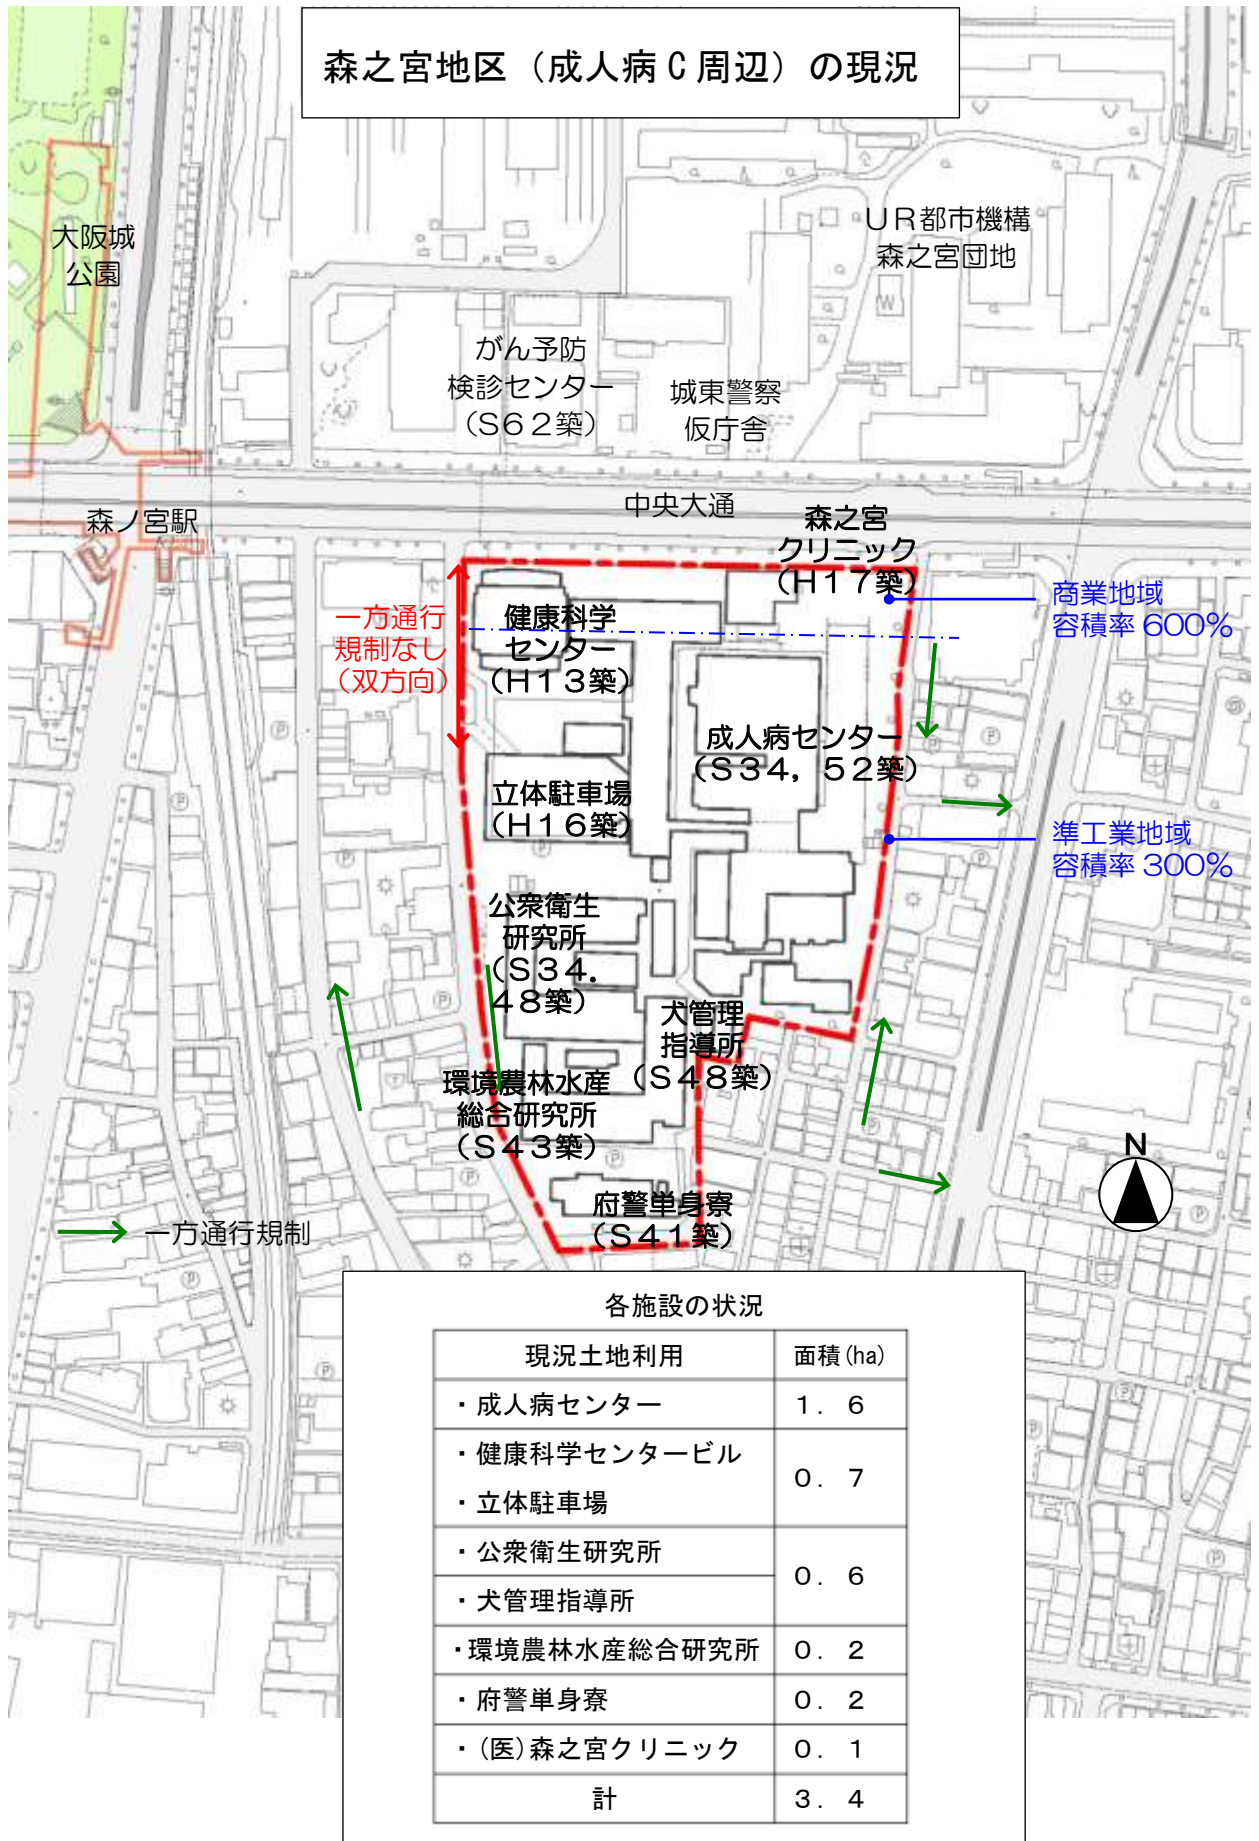 森之宮地区（成人病C周辺）の現況
大阪城
公園
UR都市機構
森之宮団地
がん予防
検診センター
（S62築）
城東警察
仮庁舎
中央大通
森ノ宮駅
森之宮
クリニック
（H17築）
商業地域
容積率600%
一方通行
規制なし
（双方向）
健康科学
センター
（H13築）
成人病センター
（S34，52築）
立体駐車場
（H16築）
準工業地域
容積率300%
公衆衛生
研究所
（S34．
48築）
犬管理
指導所
（S48築）
環境農林水産
総合研究所
（S43築）
N
府警単身寮
（S41築）
一方通行規制
各施設の状況
現況土地利用 面積(ha)
・成人病センター 1．6
・健康科学センタービル
・立体駐車場 0．7
・公衆衛生研究所
・犬管理指導所 0．6
・環境農林水産総合研究所 0．2
・府警単身寮 0．2
・(医)森之宮クリニック 0．1
計 3．4